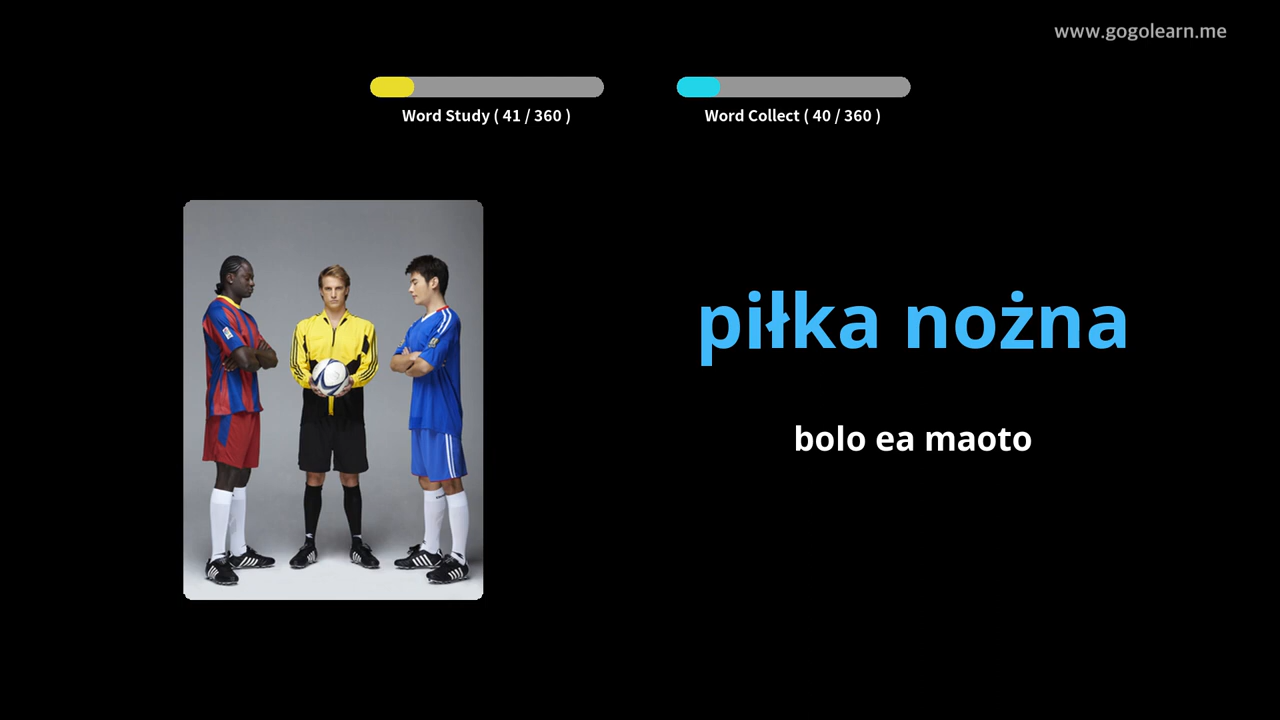 www.gogolearn.me
Word Study ( 41 / 360 )
Word Collect ( 40 / 360 )
piłka nożna
bolo ea maoto